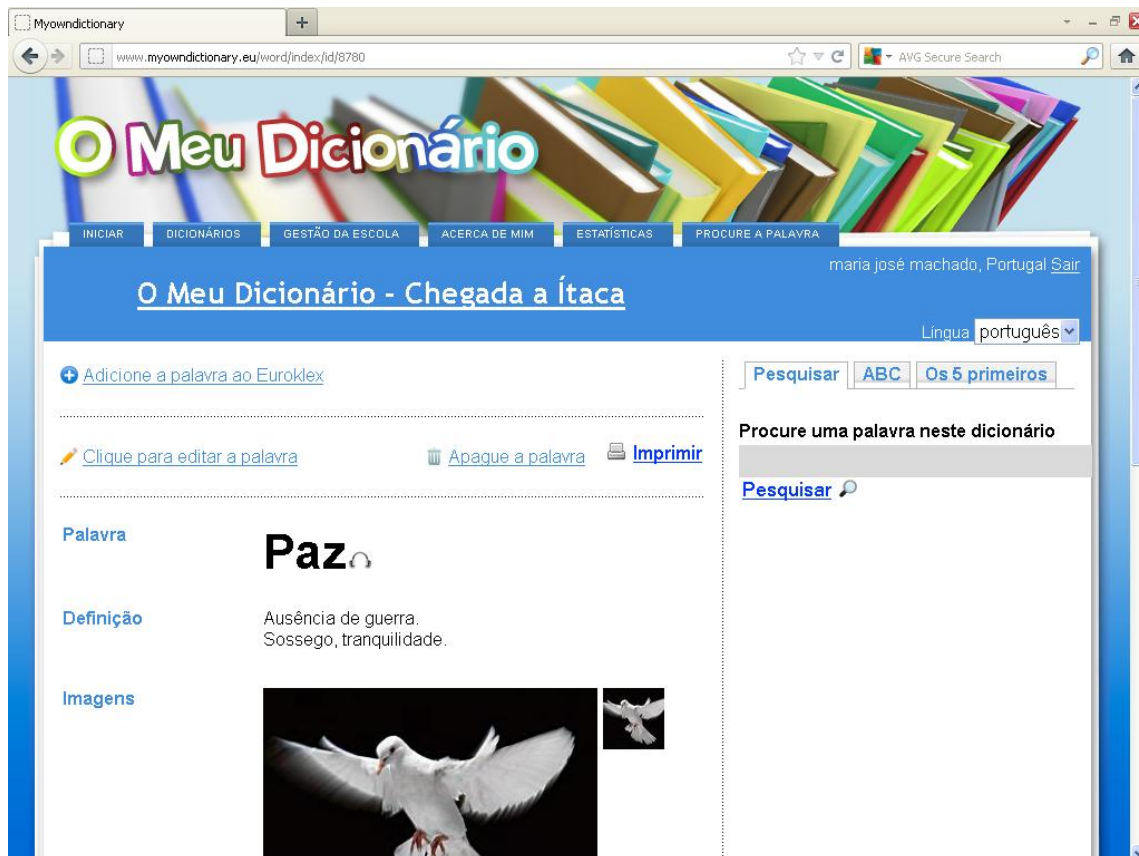 Myowndictionary
www.myowndictionary.eu/word/index/id/8780
AVG Secure Search
O Meu Dicionário
INICIAR DICIONÁRIOS GESTÃO DA ESCOLA ACERCA DE MIM ESTATÍSTICAS PROCURE A PALAVRA
maria josé machado, Portugal Sair
O Meu Dicionário - Chegada a Ítaca
Língua português
Adicione a palavra ao Euroklex
Clique para editar a palavra Apague a palavra Imprimir
Palavra
Paz
Definição
Ausência de guerra.
Sossego, tranquilidade.
Imagens
Pesquisar ABC Os 5 primeiros
Procure uma palavra neste dicionário
Pesquisar